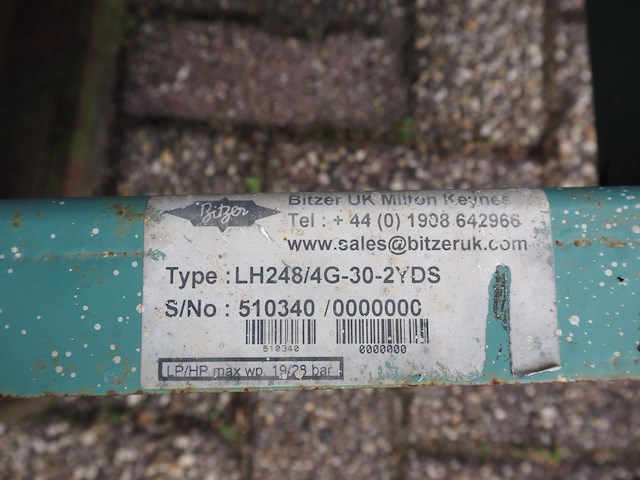 Bitzer
Bitzer UK Milton Keynes
Tel : + 44 (0) 1908 642966
www.sales@bitzeruk.com
Type : LH248/4G-30-2YDS
S/No : 510340 /0000000
510340 0000000
LP/HP max wp. 19/28 bar